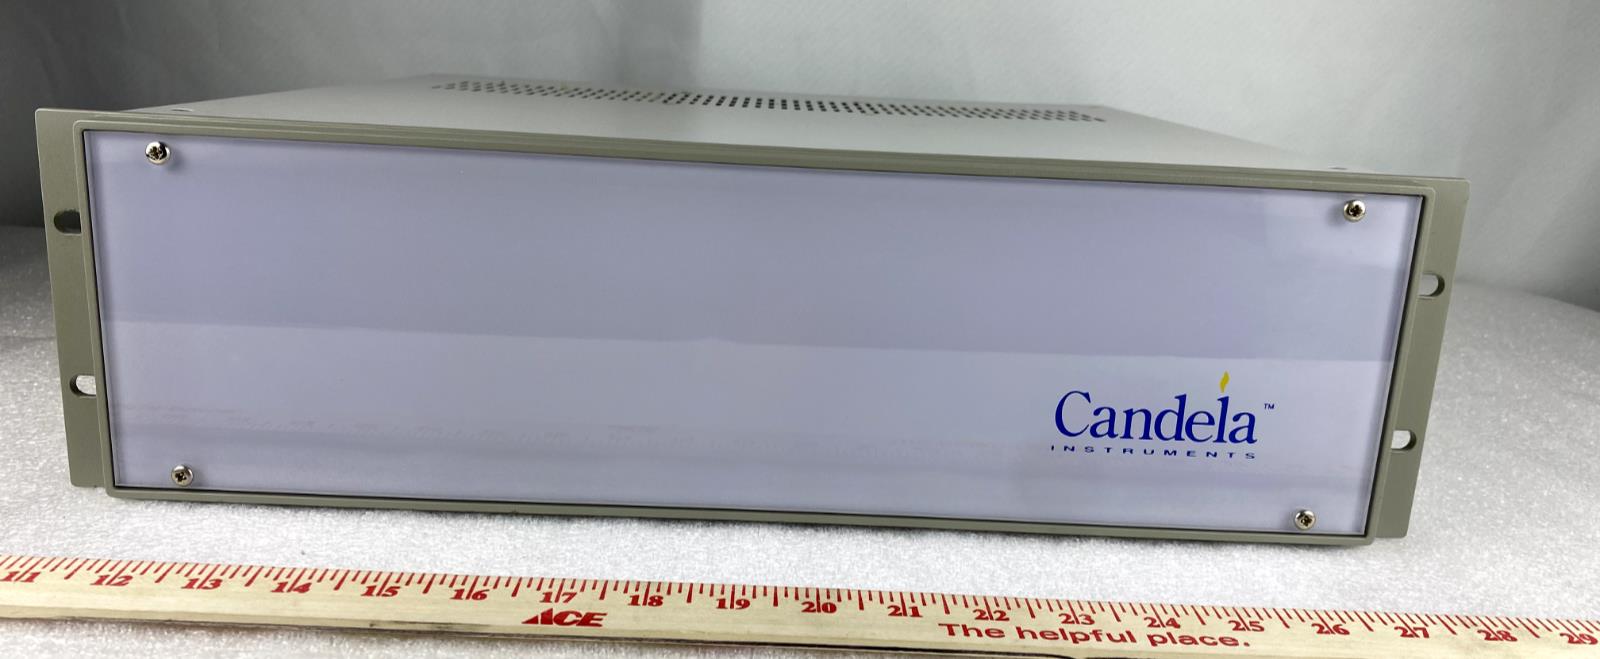 Candela™
INSTRUMENTS
11 12 13 14 15 16 17 18 19 20 21 22 23 24 25 26 27 28 29
ACE
The helpful place.